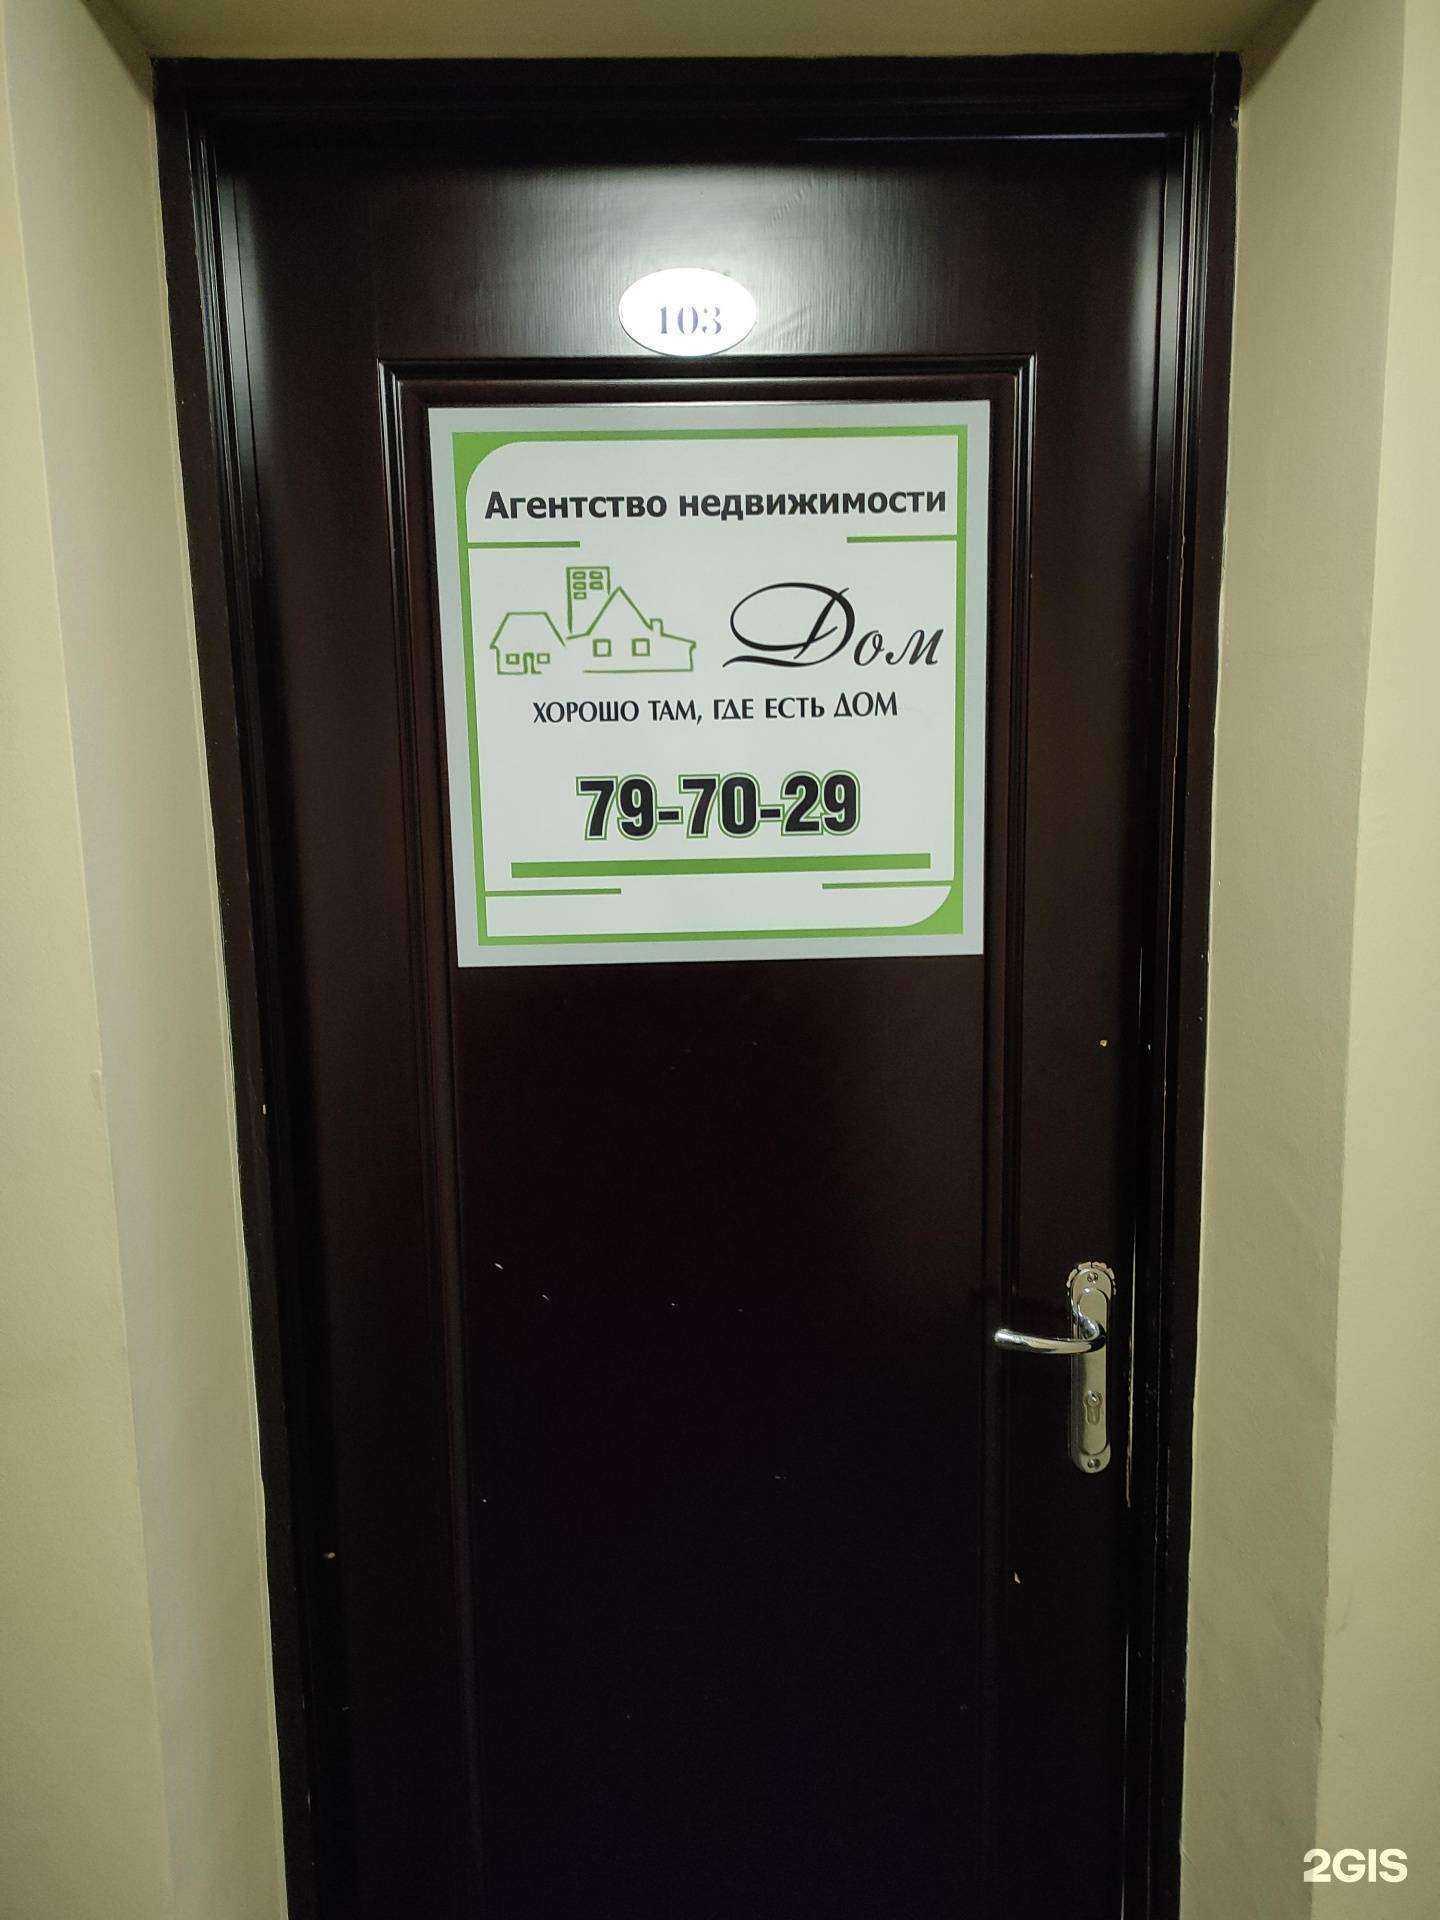 103
Агентство недвижимости
Дом
ХОРОШО ТАМ, ГДЕ ЕСТЬ ДОМ
79-70-29
2GIS